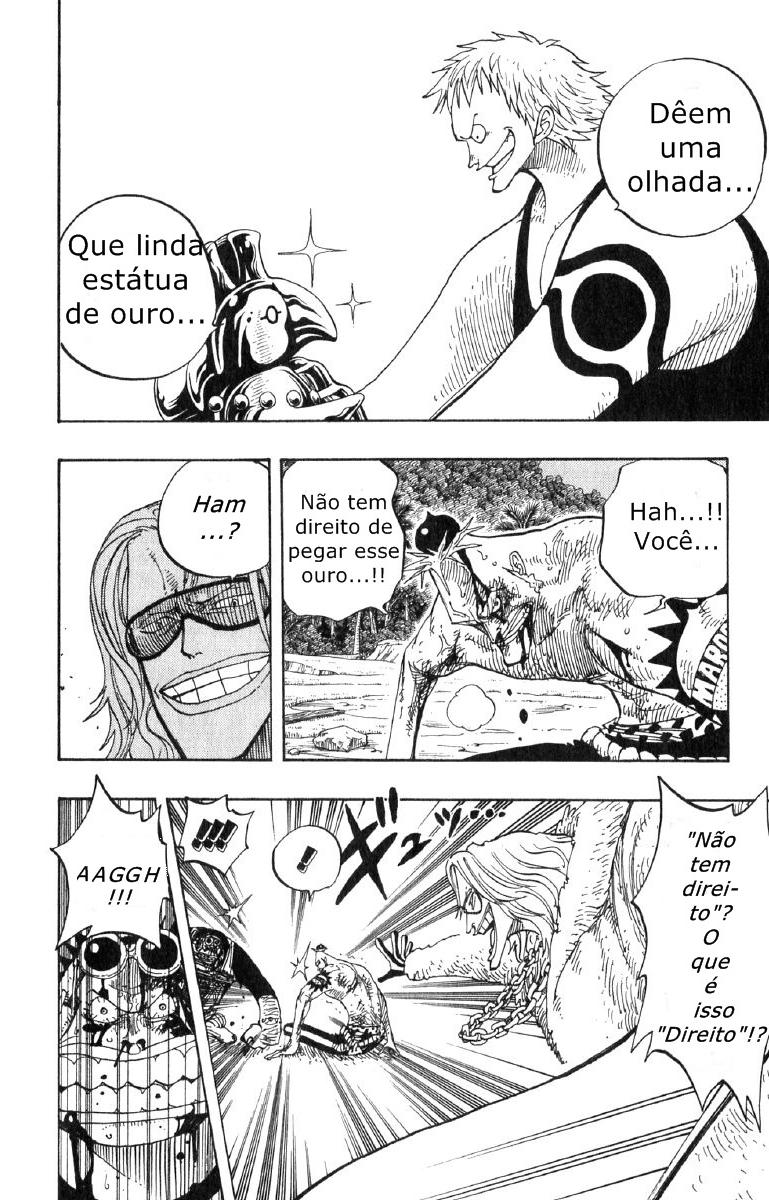 Dêem
uma
olhada...
Que linda
estátua
de ouro...
Hah...!!
Você...
Não tem
direito de
pegar esse
ouro...!!
Ham
...?
"Não
tem
direi-
to"?
O
que
é
isso
"Direito"!?
!
!!!
AAGGH
!!!